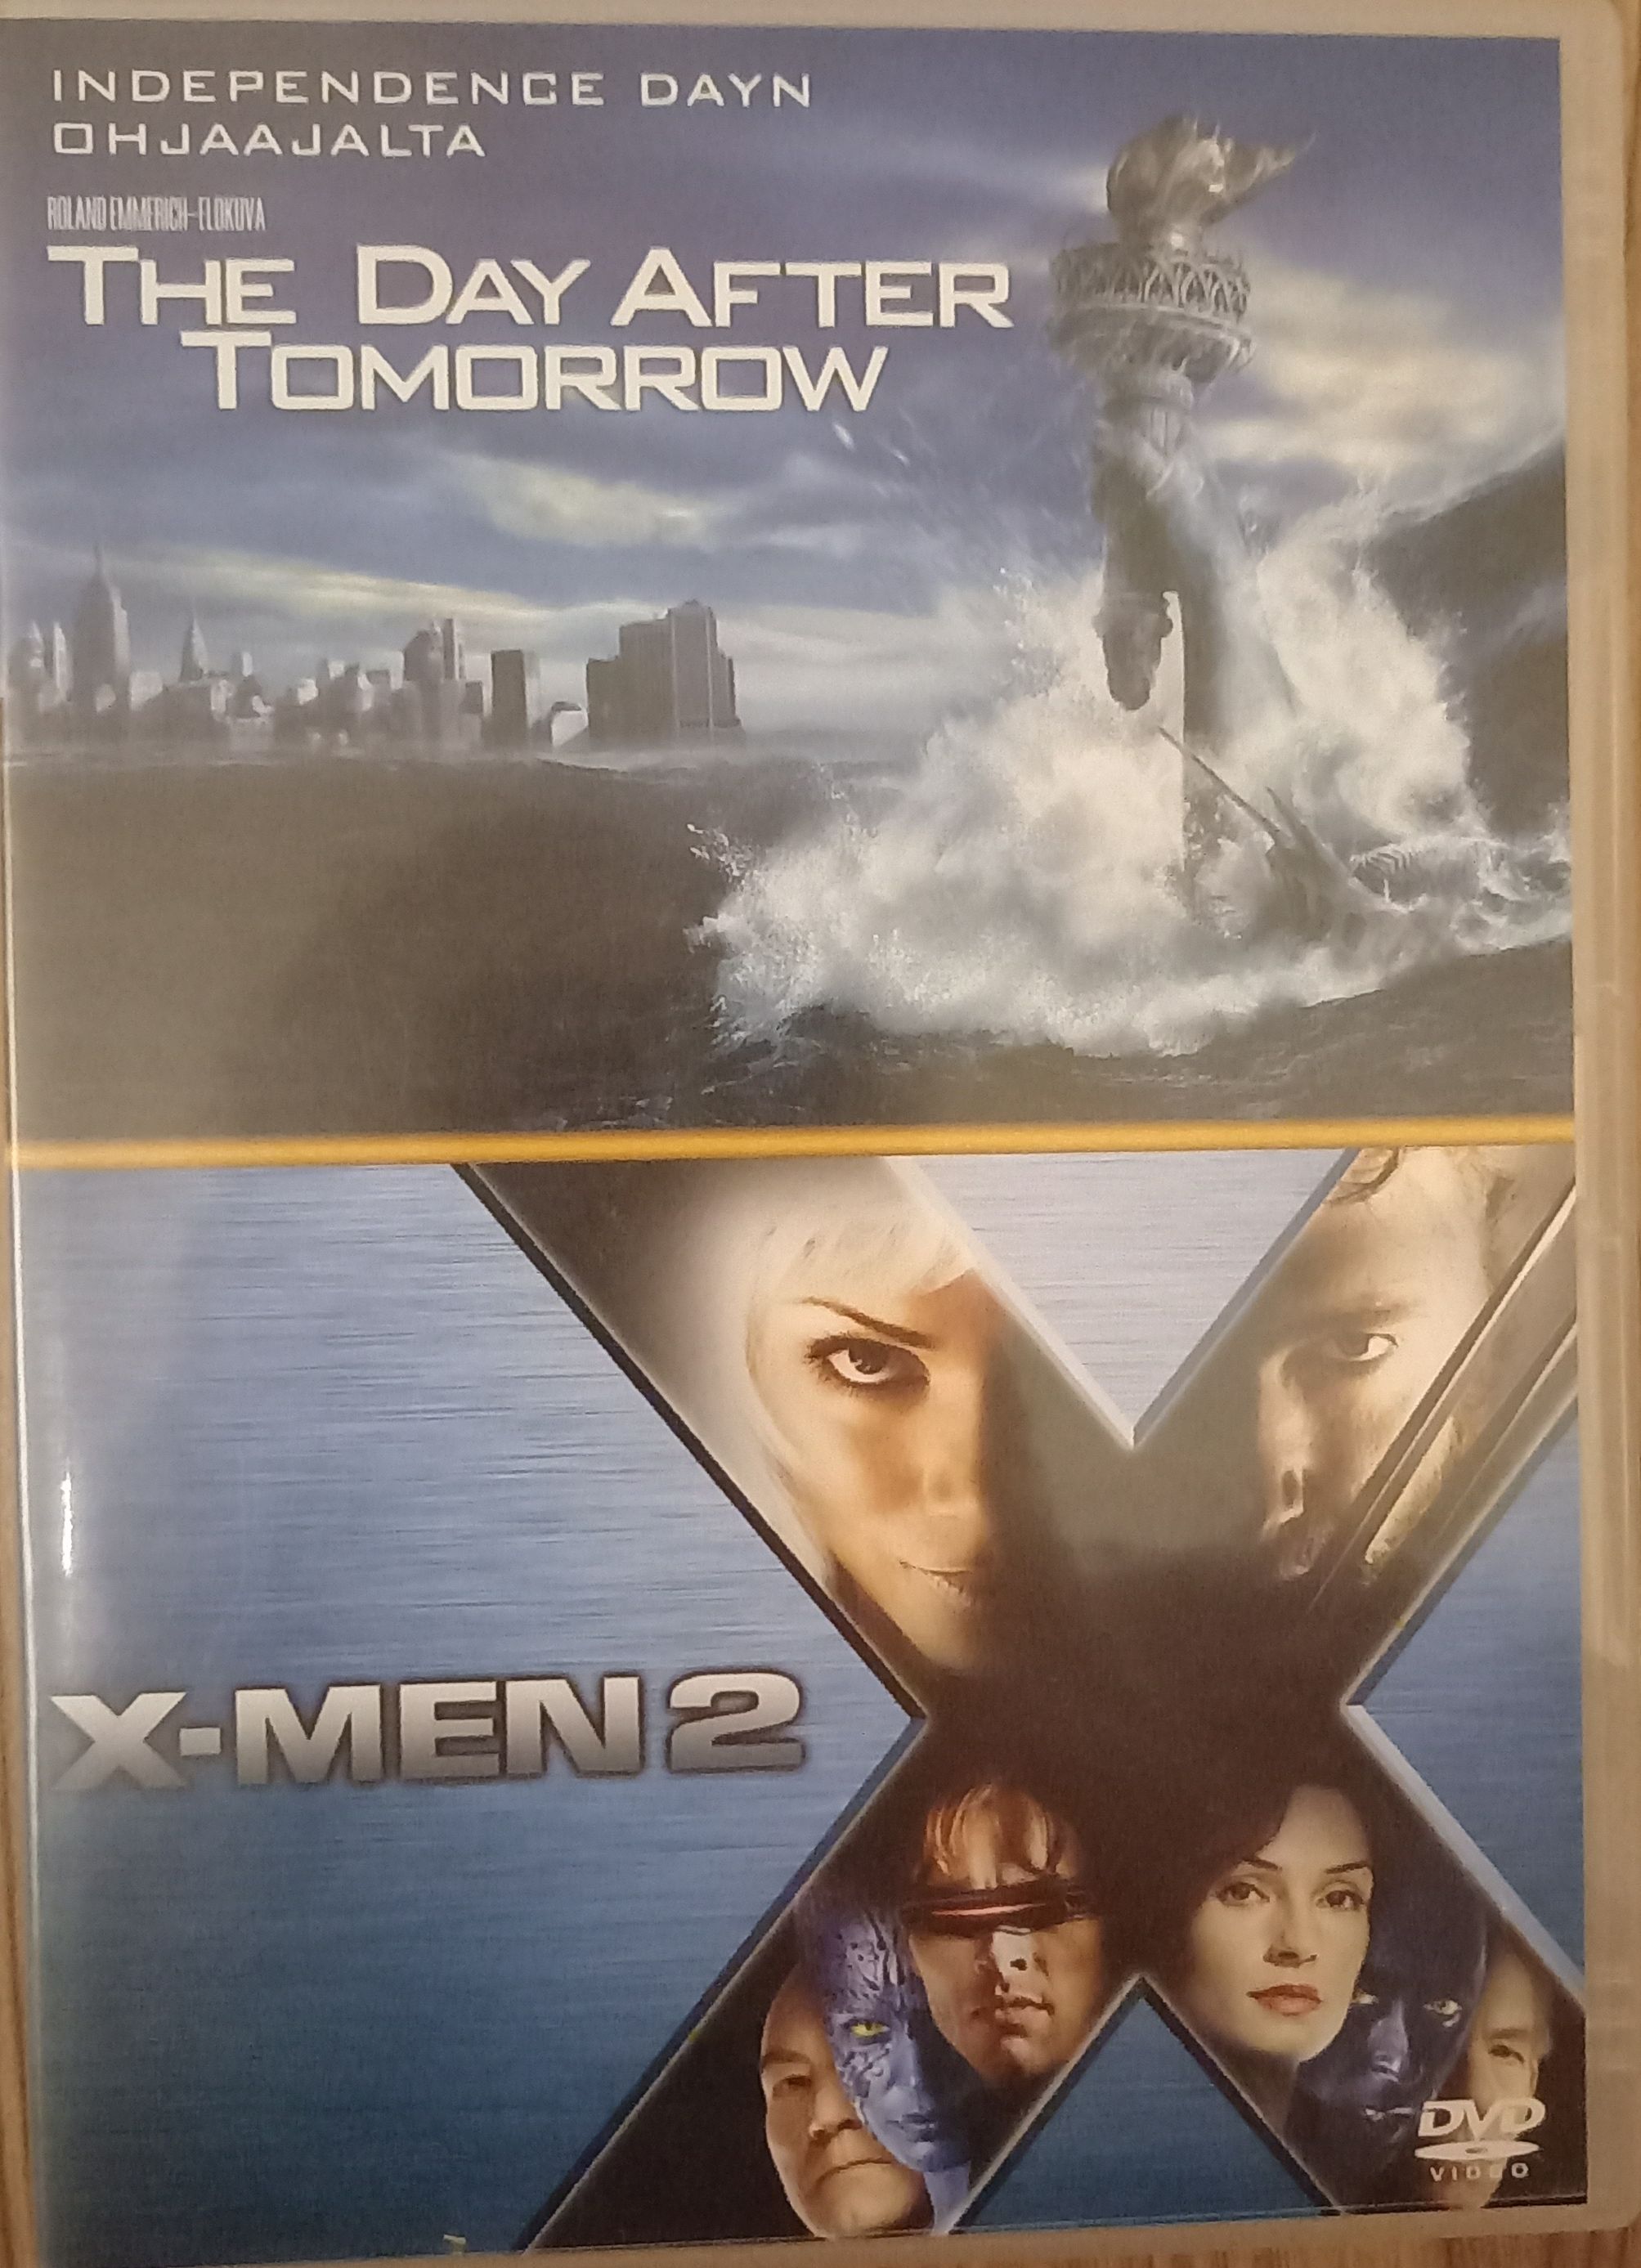 INDEPENDENCE DAYN
OHJAAJALTA
ROLAND EMMERICH-ELOKUVA
THE DAY AFTER
TOMORROW
X-MEN 2
DVD
VIDEO